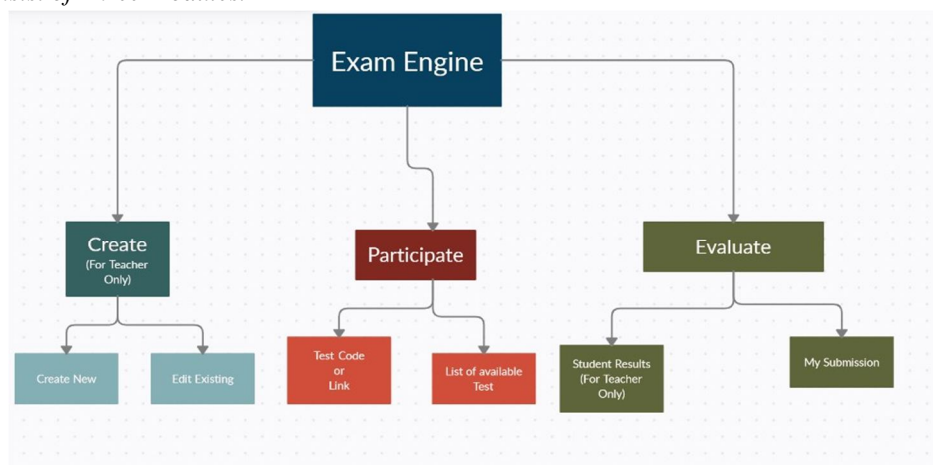 Exam Engine
Create
(For Teacher
Only)
Participate
Evaluate
Create New
Edit Existing
Test Code
or
Link
List of available
Test
Student Results
(For Teacher
Only)
My Submission